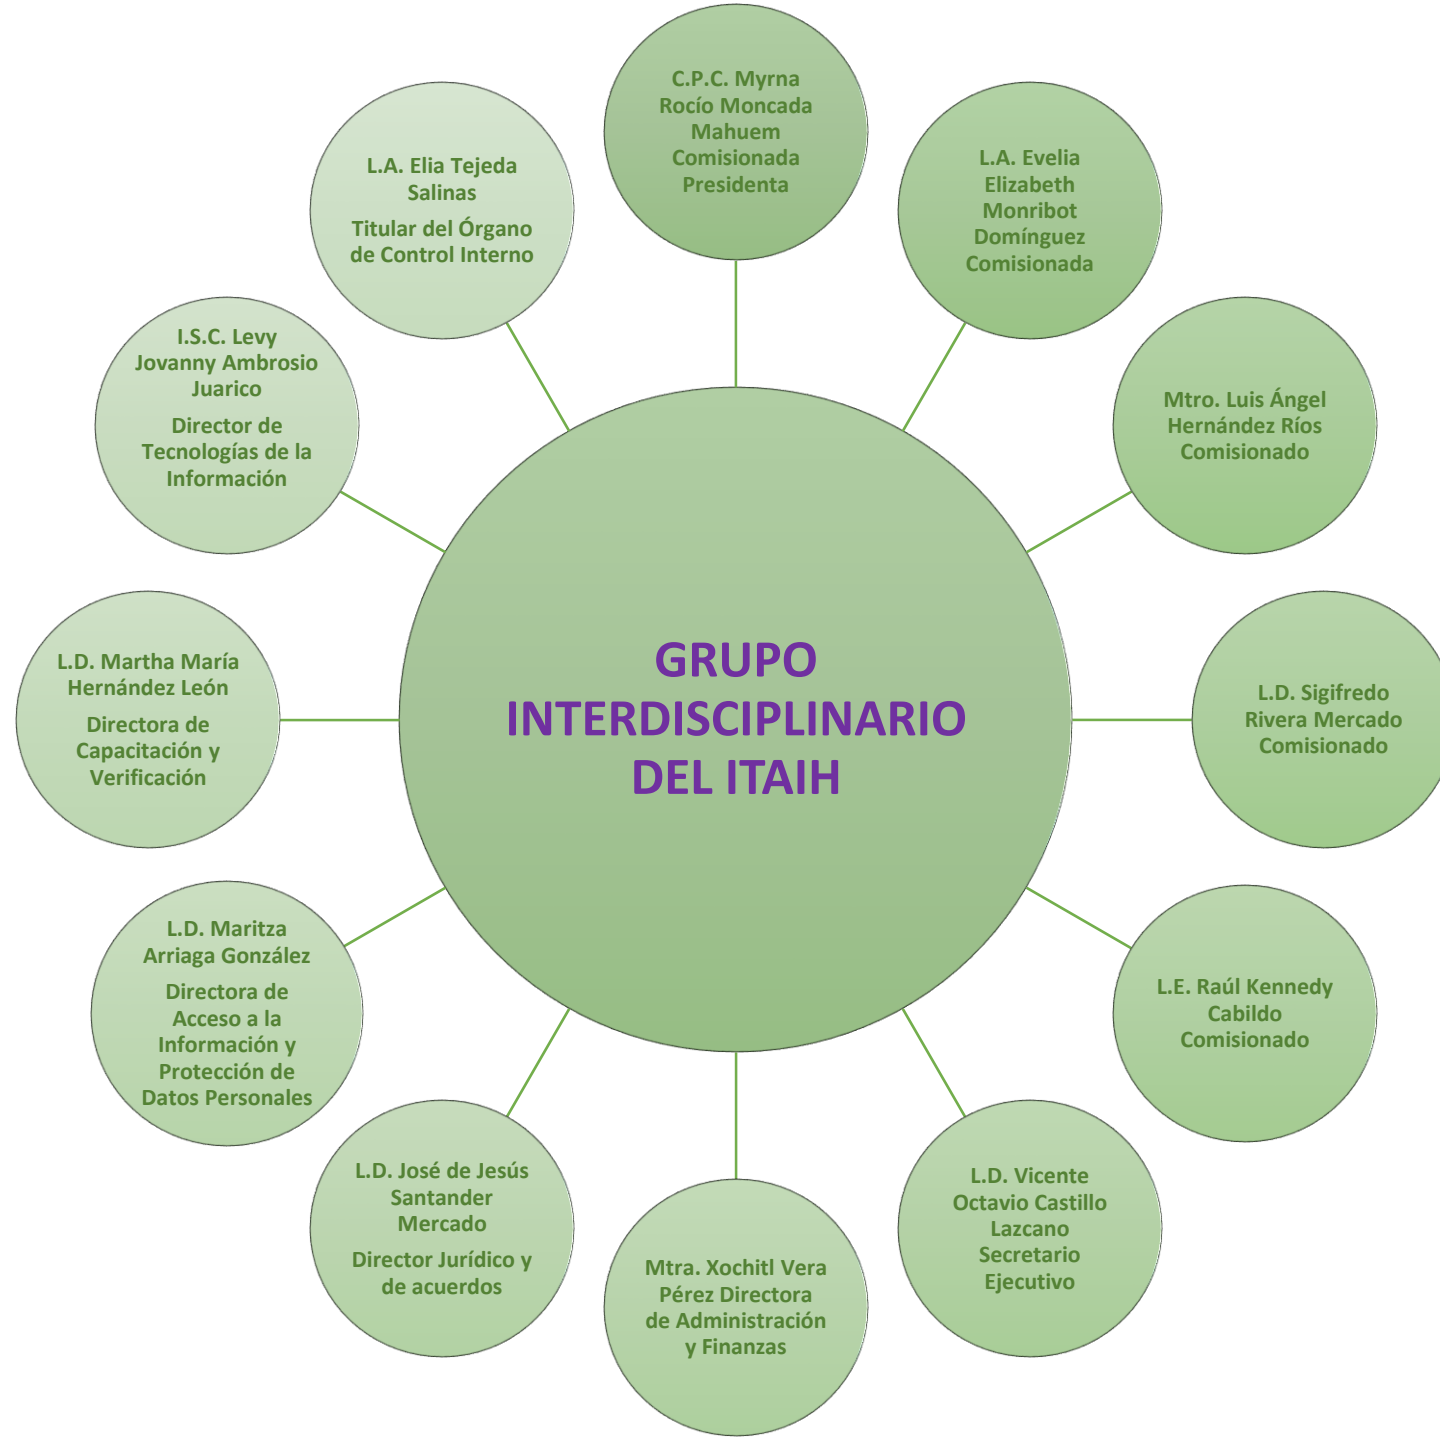 C.P.C. Myrna
Rocío Moncada
Mahuem
Comisionada
Presidenta
L.A. Evelia
Elizabeth
Monribot
Domínguez
Comisionada
Mtro. Luis Ángel
Hernández Ríos
Comisionado
L.D. Sigifredo
Rivera Mercado
Comisionado
L.E. Raúl Kennedy
Cabildo
Comisionado
L.D. Vicente
Octavio Castillo
Lazcano
Secretario
Ejecutivo
Mtra. Xochitl Vera
Pérez Directora
de Administración
y Finanzas
L.D. José de Jesús
Santander
Mercado
Director Jurídico y
de acuerdos
L.D. Maritza
Arriaga González
Directora de
Acceso a la
Información y
Protección de
Datos Personales
L.D. Martha María
Hernández León
Directora de
Capacitación y
Verificación
I.S.C. Levy
Jovanny Ambrosio
Juarico
Director de
Tecnologías de la
Información
L.A. Elia Tejeda
Salinas
Titular del Órgano
de Control Interno
GRUPO
INTERDISCIPLINARIO
DEL ITAIH